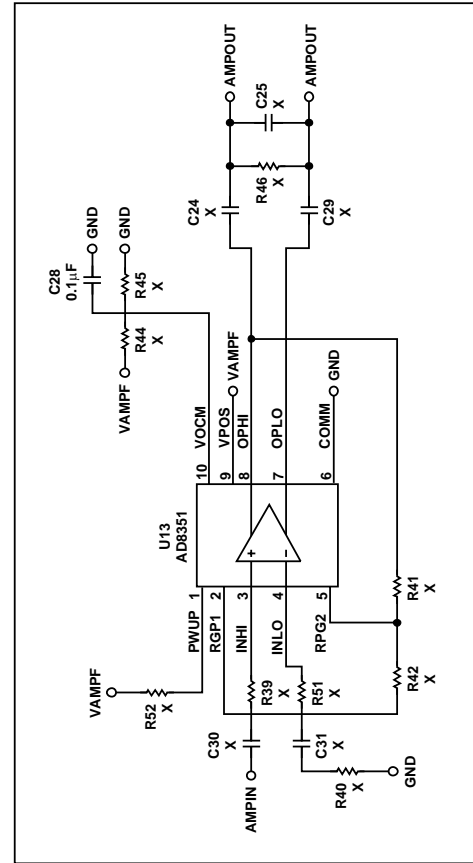 VAMPF
R52
X
AMPIN
C30
X
R39
X
C31
X
R51
X
R40
X
GND
PWUP 1
RGP1 2
INHI 3
INLO 4
RPG2 5
U13
AD8351
+
–
10 VOCM
9 VPOS
VAMPF
8 OPHI
7 OPLO
6 COMM
GND
VAMPF
R44
X
R45
X
GND
C28
0.1µF
GND
R42
X
R41
X
C24
X
C29
X
R46
X
C25
X
AMPOUT
AMPOUT